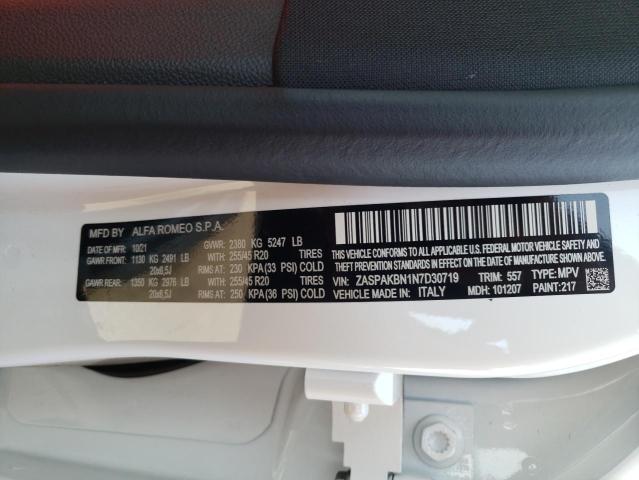 MFD BY ALFA ROMEO S.P.A.
DATE OF MFR: 10/21 GVWR: 2380 KG 5247 LB
GAWR FRONT: 1130 KG 2491 LB WITH: 255/45 R20 TIRES
20x8,5J RIMS AT: 230 KPA (33 PSI) COLD
GAWR REAR: 1350 KG 2976 LB WITH: 255/45 R20 TIRES
20x8,5J RIMS AT: 250 KPA (36 PSI) COLD
THIS VEHICLE CONFORMS TO ALL APPLICABLE U.S. FEDERAL MOTOR VEHICLE SAFETY, AND
THEFT PREVENTION STANDARDS IN EFFECT ON THE DATE OF MANUFACTURE SHOWN ABOVE.
VIN: ZASPAKBN1N7D30719 TRIM: 557 TYPE: MPV
VEHICLE MADE IN: ITALY MDH: 101207 PAINT: 217